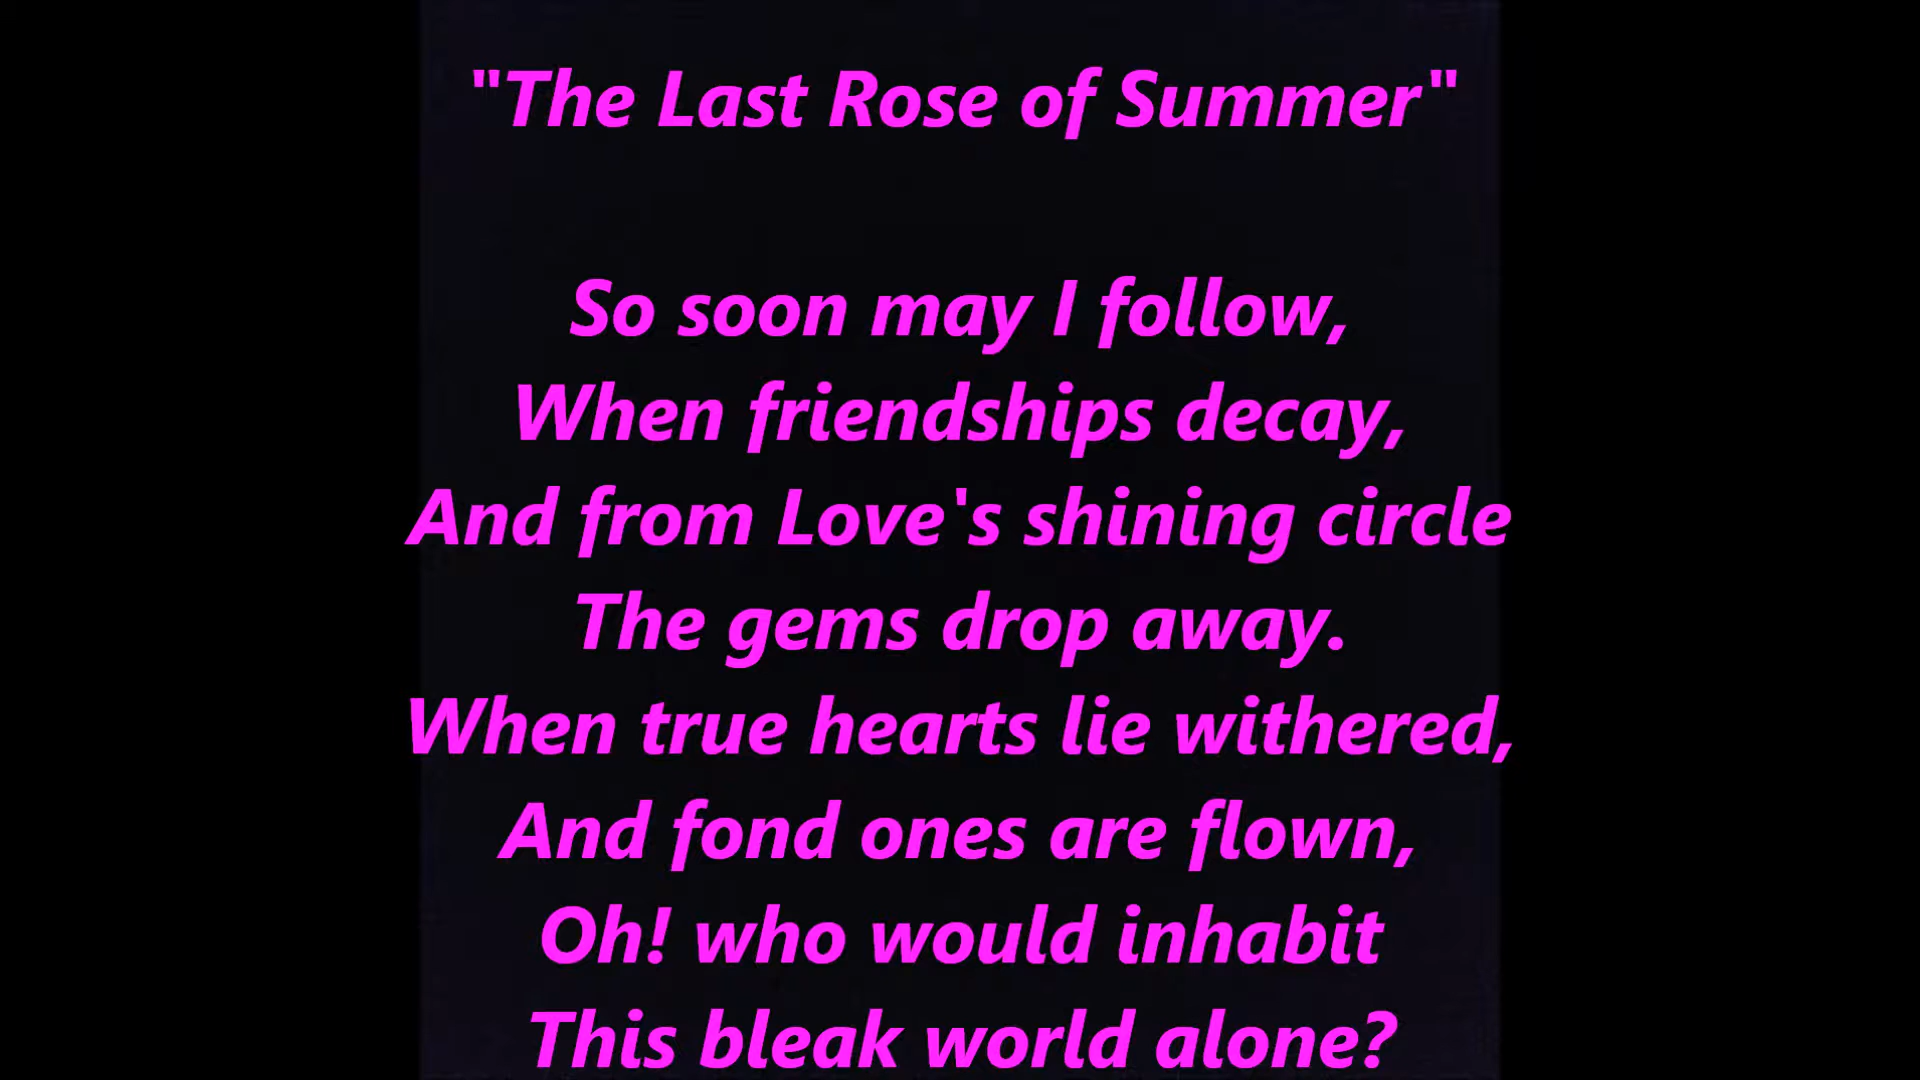 "The Last Rose of Summer"
So soon may I follow,
When friendships decay,
And from Love's shining circle
The gems drop away.
When true hearts lie withered,
And fond ones are flown,
Oh! who would inhabit
This bleak world alone?